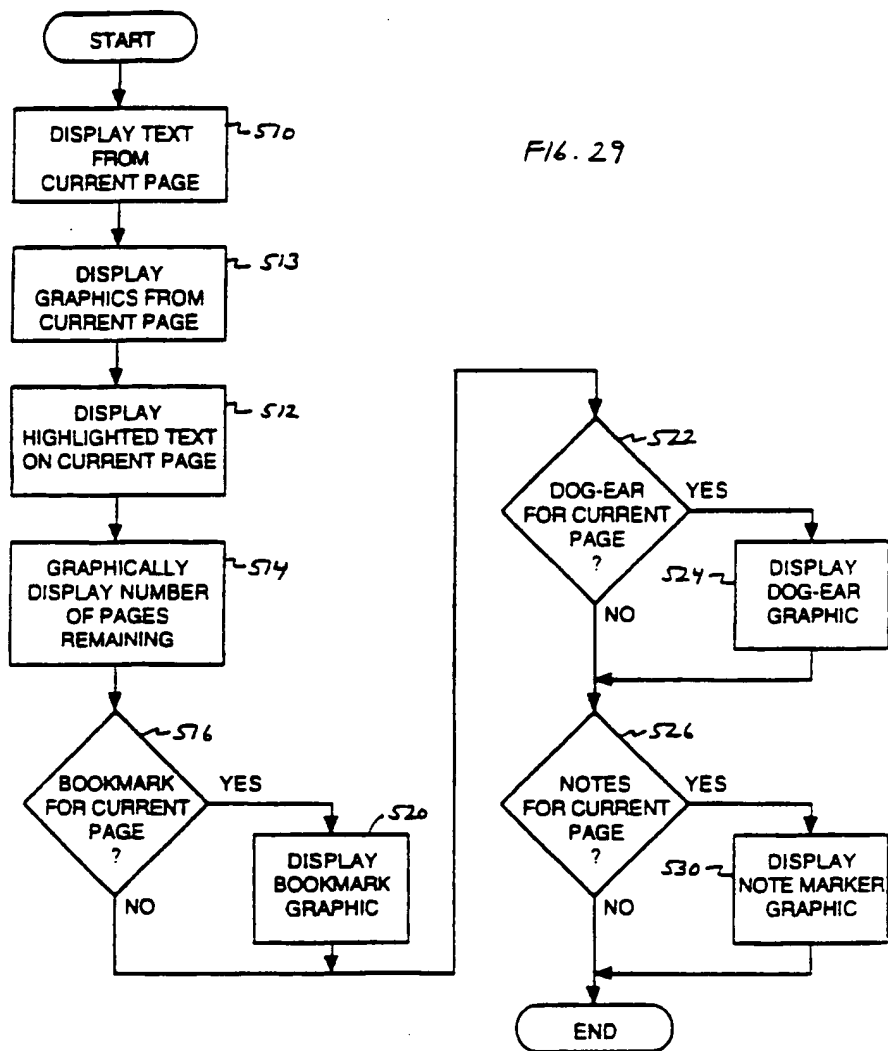 START
DISPLAY TEXT
FROM
CURRENT PAGE
510
FIG. 29
DISPLAY
GRAPHICS FROM
CURRENT PAGE
513
DISPLAY
HIGHLIGHTED TEXT
ON CURRENT PAGE
512
GRAPHICALLY
DISPLAY NUMBER
OF PAGES
REMAINING
514
BOOKMARK
FOR CURRENT
PAGE
?
516
YES
NO
DISPLAY
BOOKMARK
GRAPHIC
520
DOG-EAR
FOR CURRENT
PAGE
?
522
YES
NO
DISPLAY
DOG-EAR
GRAPHIC
524
NOTES
FOR CURRENT
PAGE
?
526
YES
NO
DISPLAY
NOTE MARKER
GRAPHIC
530
END